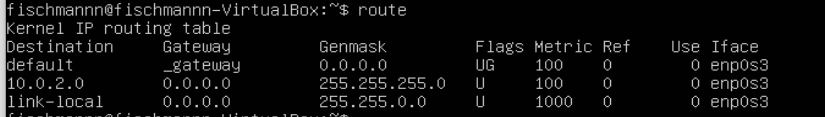 fischmannn@fischmannn-VirtualBox:~$ route
Kernel IP routing table
Destination     Gateway         Genmask         Flags Metric Ref    Use Iface
default         _gateway        0.0.0.0         UG    100    0        0 enp0s3
10.0.2.0        0.0.0.0         255.255.255.0   U     100    0        0 enp0s3
link-local      0.0.0.0         255.255.0.0     U     1000   0        0 enp0s3